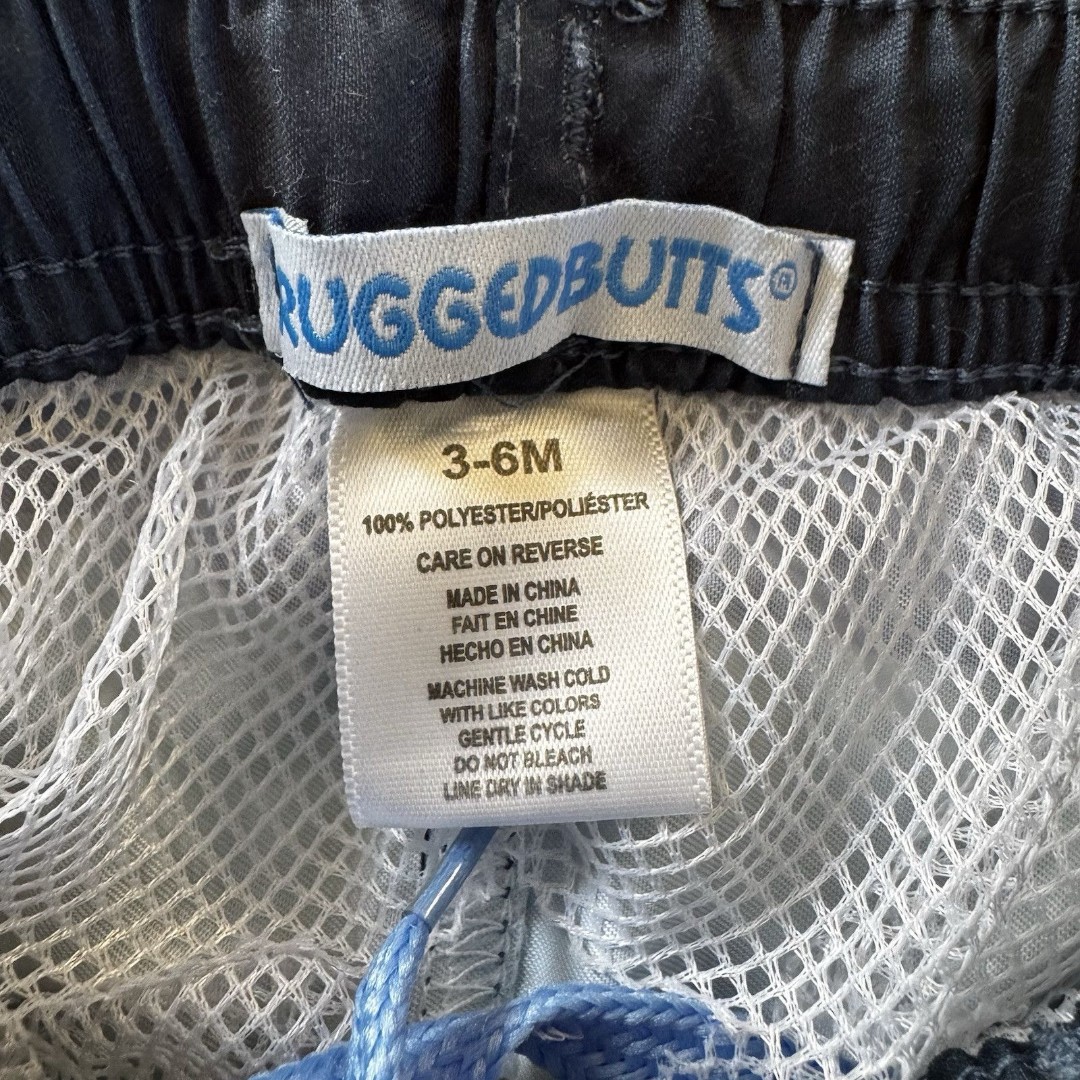 RUGGEDBUTTS®
3-6M
100% POLYESTER/POLIÉSTER
CARE ON REVERSE
MADE IN CHINA
FAIT EN CHINE
HECHO EN CHINA
MACHINE WASH COLD
WITH LIKE COLORS
GENTLE CYCLE
DO NOT BLEACH
LINE DRY IN SHADE